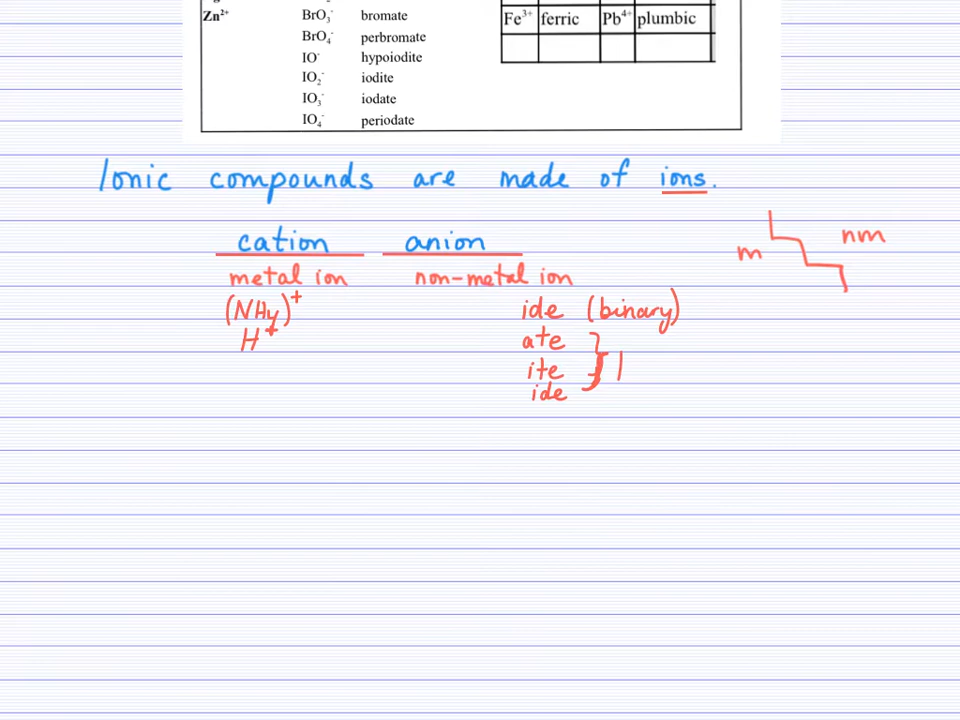 Zn²⁺ BrO₃⁻ bromate Fe³⁺ ferric Pb⁴⁺ plumbic
BrO₄⁻ perbromate
IO⁻ hypoiodite
IO₂⁻ iodite
IO₃⁻ iodate
IO₄⁻ periodate
Ionic compounds are made of ions.
cation anion
m nm
metal ion non-metal ion
(NH₄)⁺ ide (binary)
H⁺ ate
ite
ide